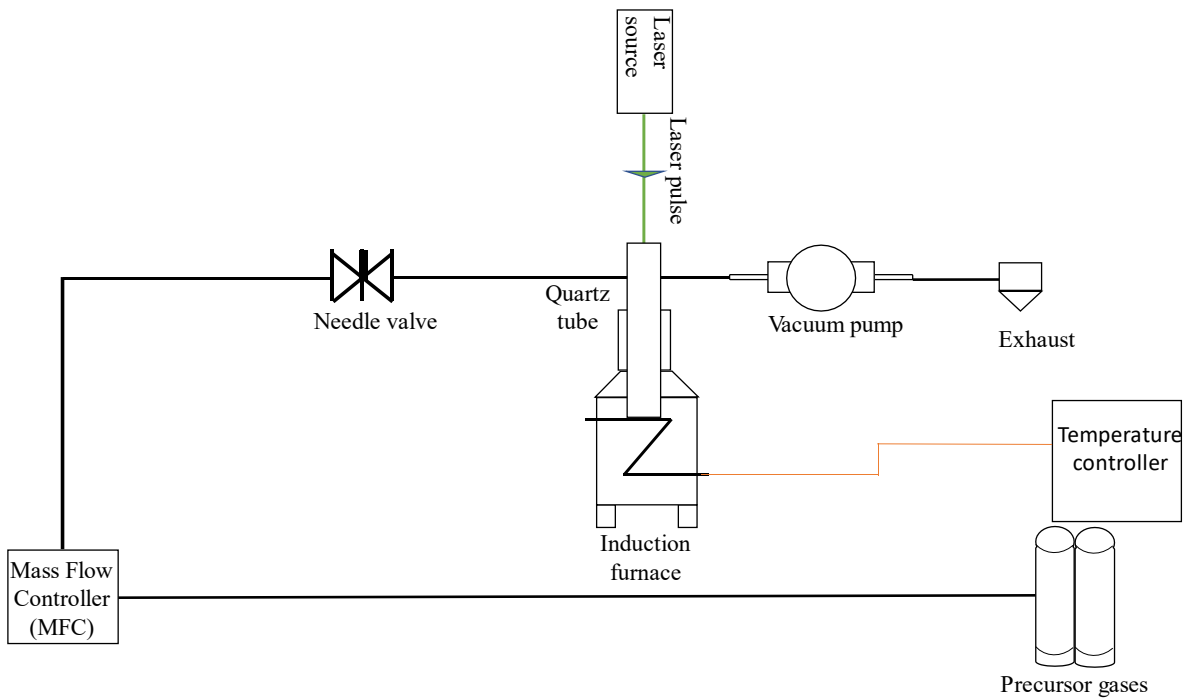 Laser
source
Laser pulse
Needle valve
Quartz
tube
Vacuum pump
Exhaust
Temperature
controller
Induction
furnace
Mass Flow
Controller
(MFC)
Precursor gases